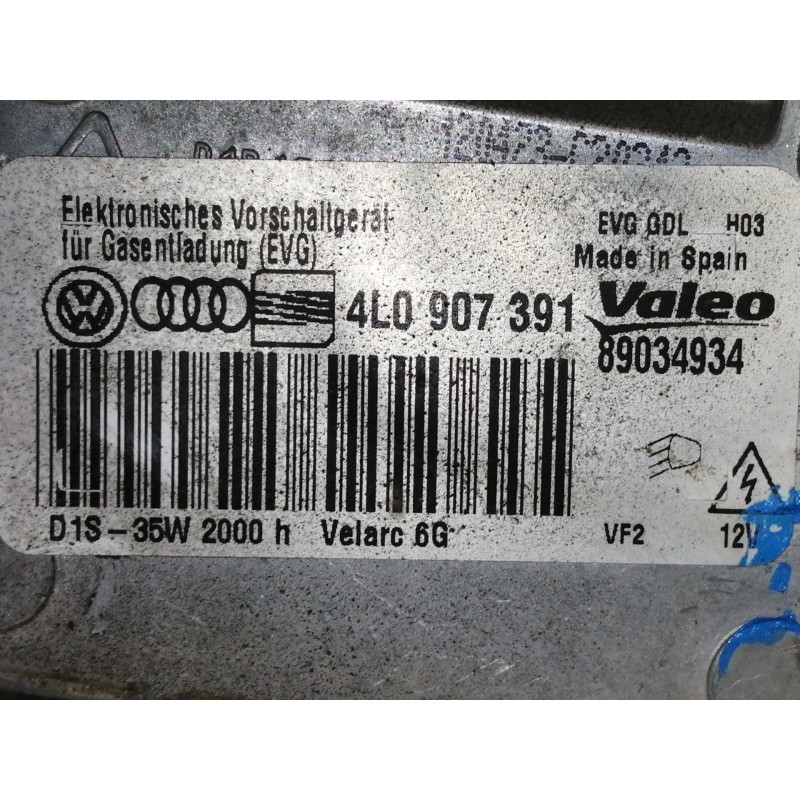 Elektronisches Vorschaltgerät
für Gasentladung (EVG)
EVG GDL H03
Made in Spain
4L0 907 391
Valeo
89034934
D1S-35W 2000 h Velarc 6G
VF2
12V